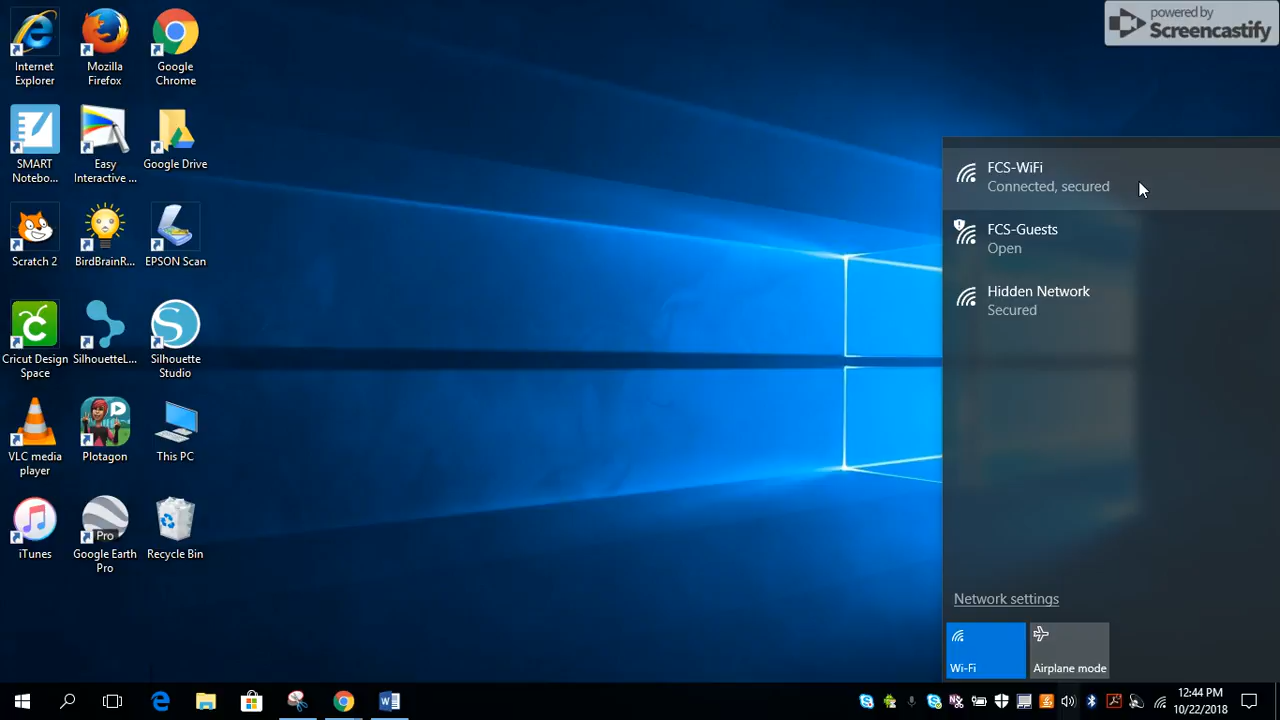 powered by
Screencastify
Internet
Explorer
Mozilla
Firefox
Google
Chrome
SMART
Notebo...
Easy
Interactive ...
Google Drive
Scratch 2
BirdBrainR...
EPSON Scan
Cricut Design
Space
SilhouetteL...
Silhouette
Studio
VLC media
player
Plotagon
This PC
iTunes
Pro
Google Earth
Pro
Recycle Bin
FCS-WiFi
Connected, secured
FCS-Guests
Open
Hidden Network
Secured
Network settings
Wi-Fi
Airplane mode
12:44 PM
10/22/2018